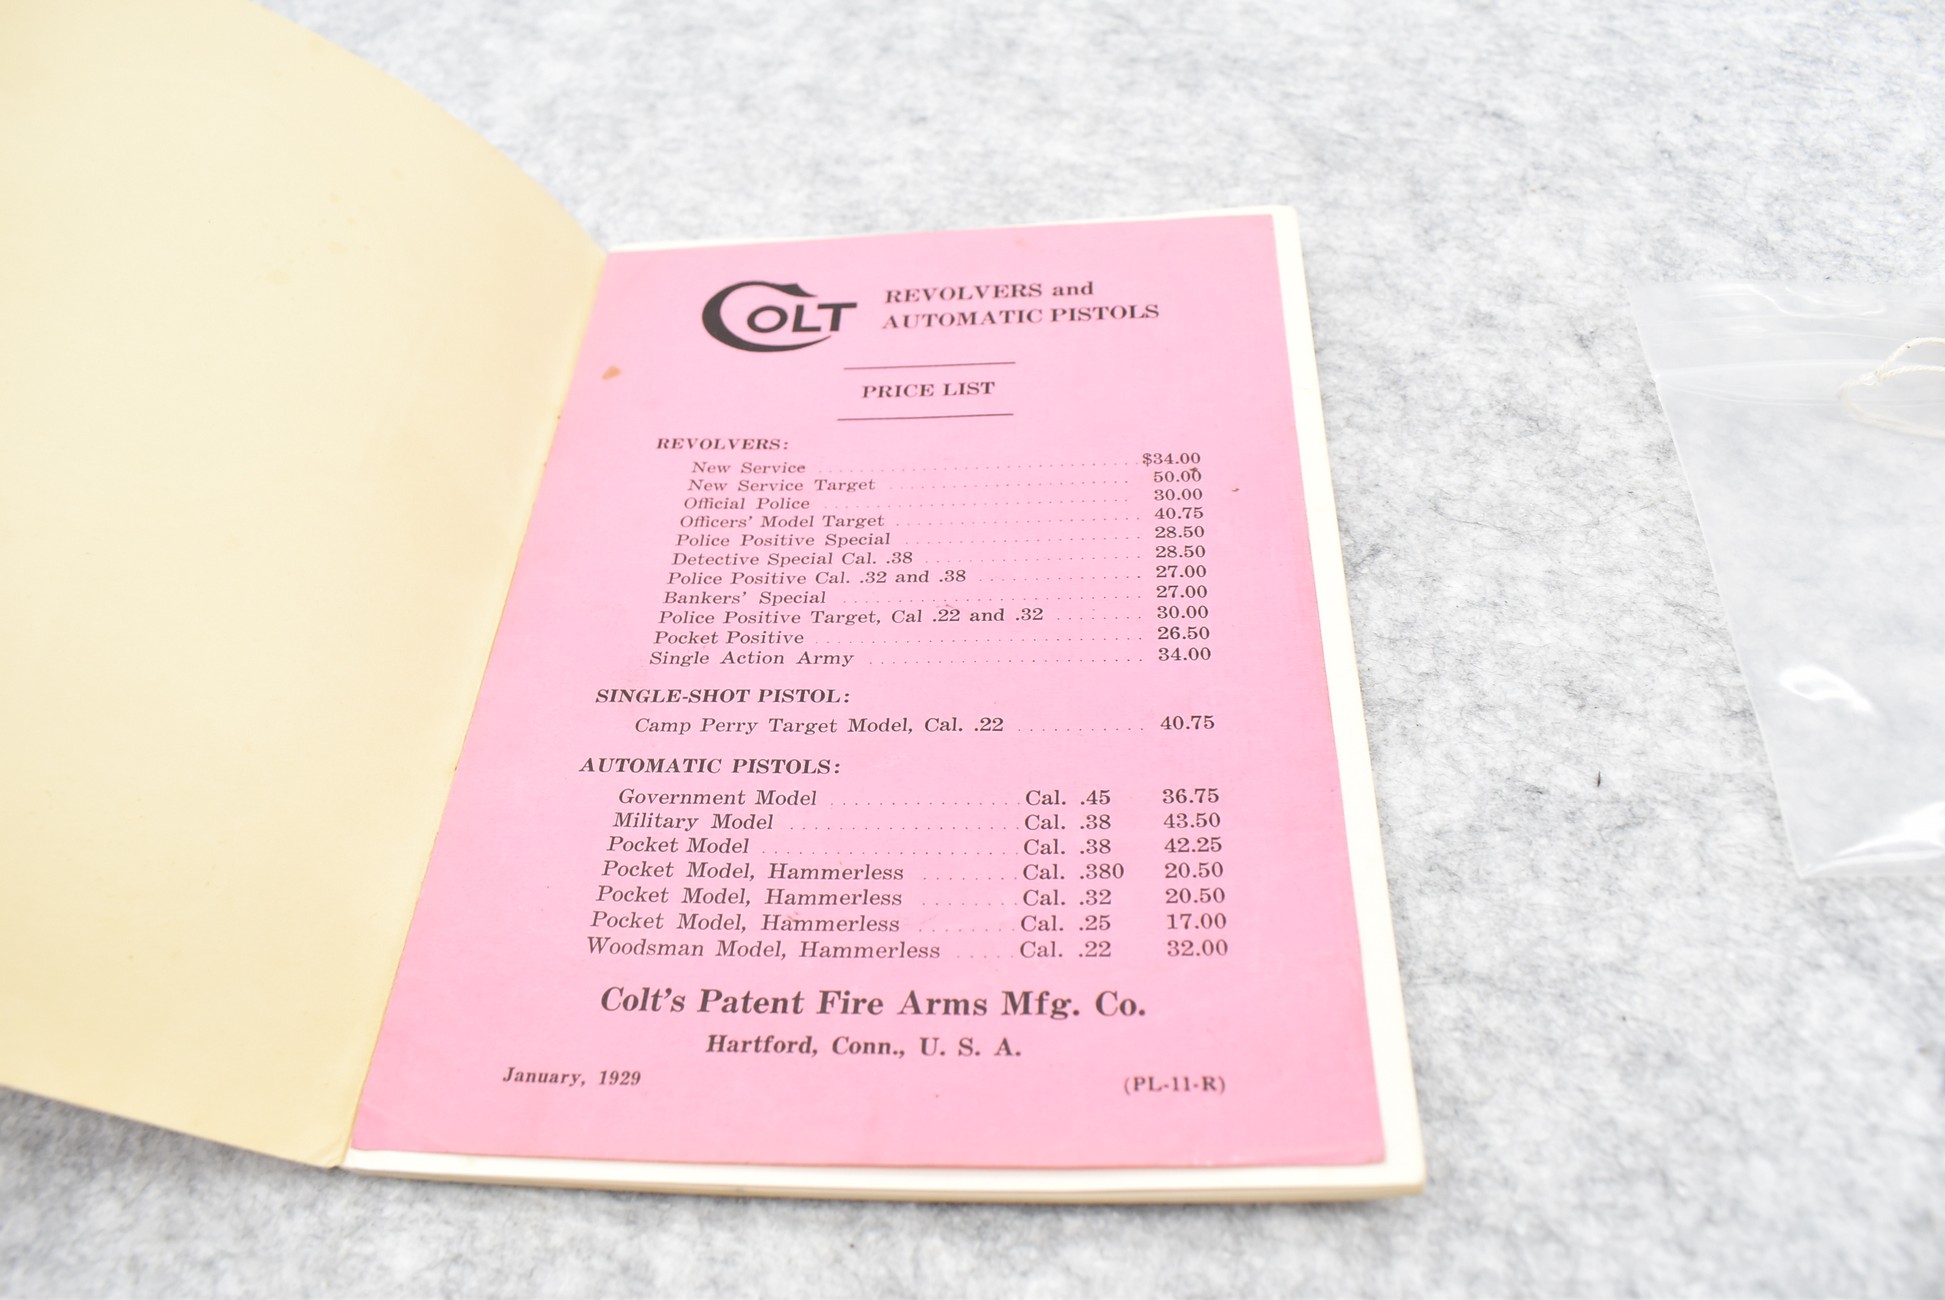 COLT REVOLVERS and
AUTOMATIC PISTOLS
PRICE LIST
REVOLVERS:
New Service $34.00
New Service Target 50.00
Official Police 30.00
Officers' Model Target 40.75
Police Positive Special 28.50
Detective Special Cal. .38 28.50
Police Positive Cal. .32 and .38 27.00
Bankers' Special 27.00
Police Positive Target, Cal .22 and .32 30.00
Pocket Positive 26.50
Single Action Army 34.00
SINGLE-SHOT PISTOL:
Camp Perry Target Model, Cal. .22 40.75
AUTOMATIC PISTOLS:
Government Model Cal. .45 36.75
Military Model Cal. .38 43.50
Pocket Model Cal. .38 42.25
Pocket Model, Hammerless Cal. .380 20.50
Pocket Model, Hammerless Cal. .32 20.50
Pocket Model, Hammerless Cal. .25 17.00
Woodsman Model, Hammerless Cal. .22 32.00
Colt's Patent Fire Arms Mfg. Co.
Hartford, Conn., U. S. A.
January, 1929 (PL-11-R)